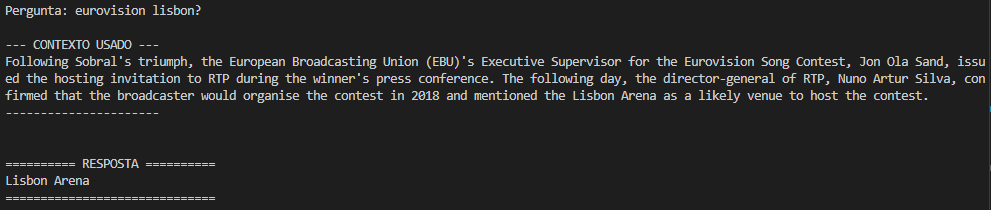 Pergunta: eurovision lisbon?
--- CONTEXTO USADO ---
Following Sobral's triumph, the European Broadcasting Union (EBU)'s Executive Supervisor for the Eurovision Song Contest, Jon Ola Sand, issu
ed the hosting invitation to RTP during the winner's press conference. The following day, the director-general of RTP, Nuno Artur Silva, con
firmed that the broadcaster would organise the contest in 2018 and mentioned the Lisbon Arena as a likely venue to host the contest.
----------------------
========== RESPOSTA ==========
Lisbon Arena
==============================